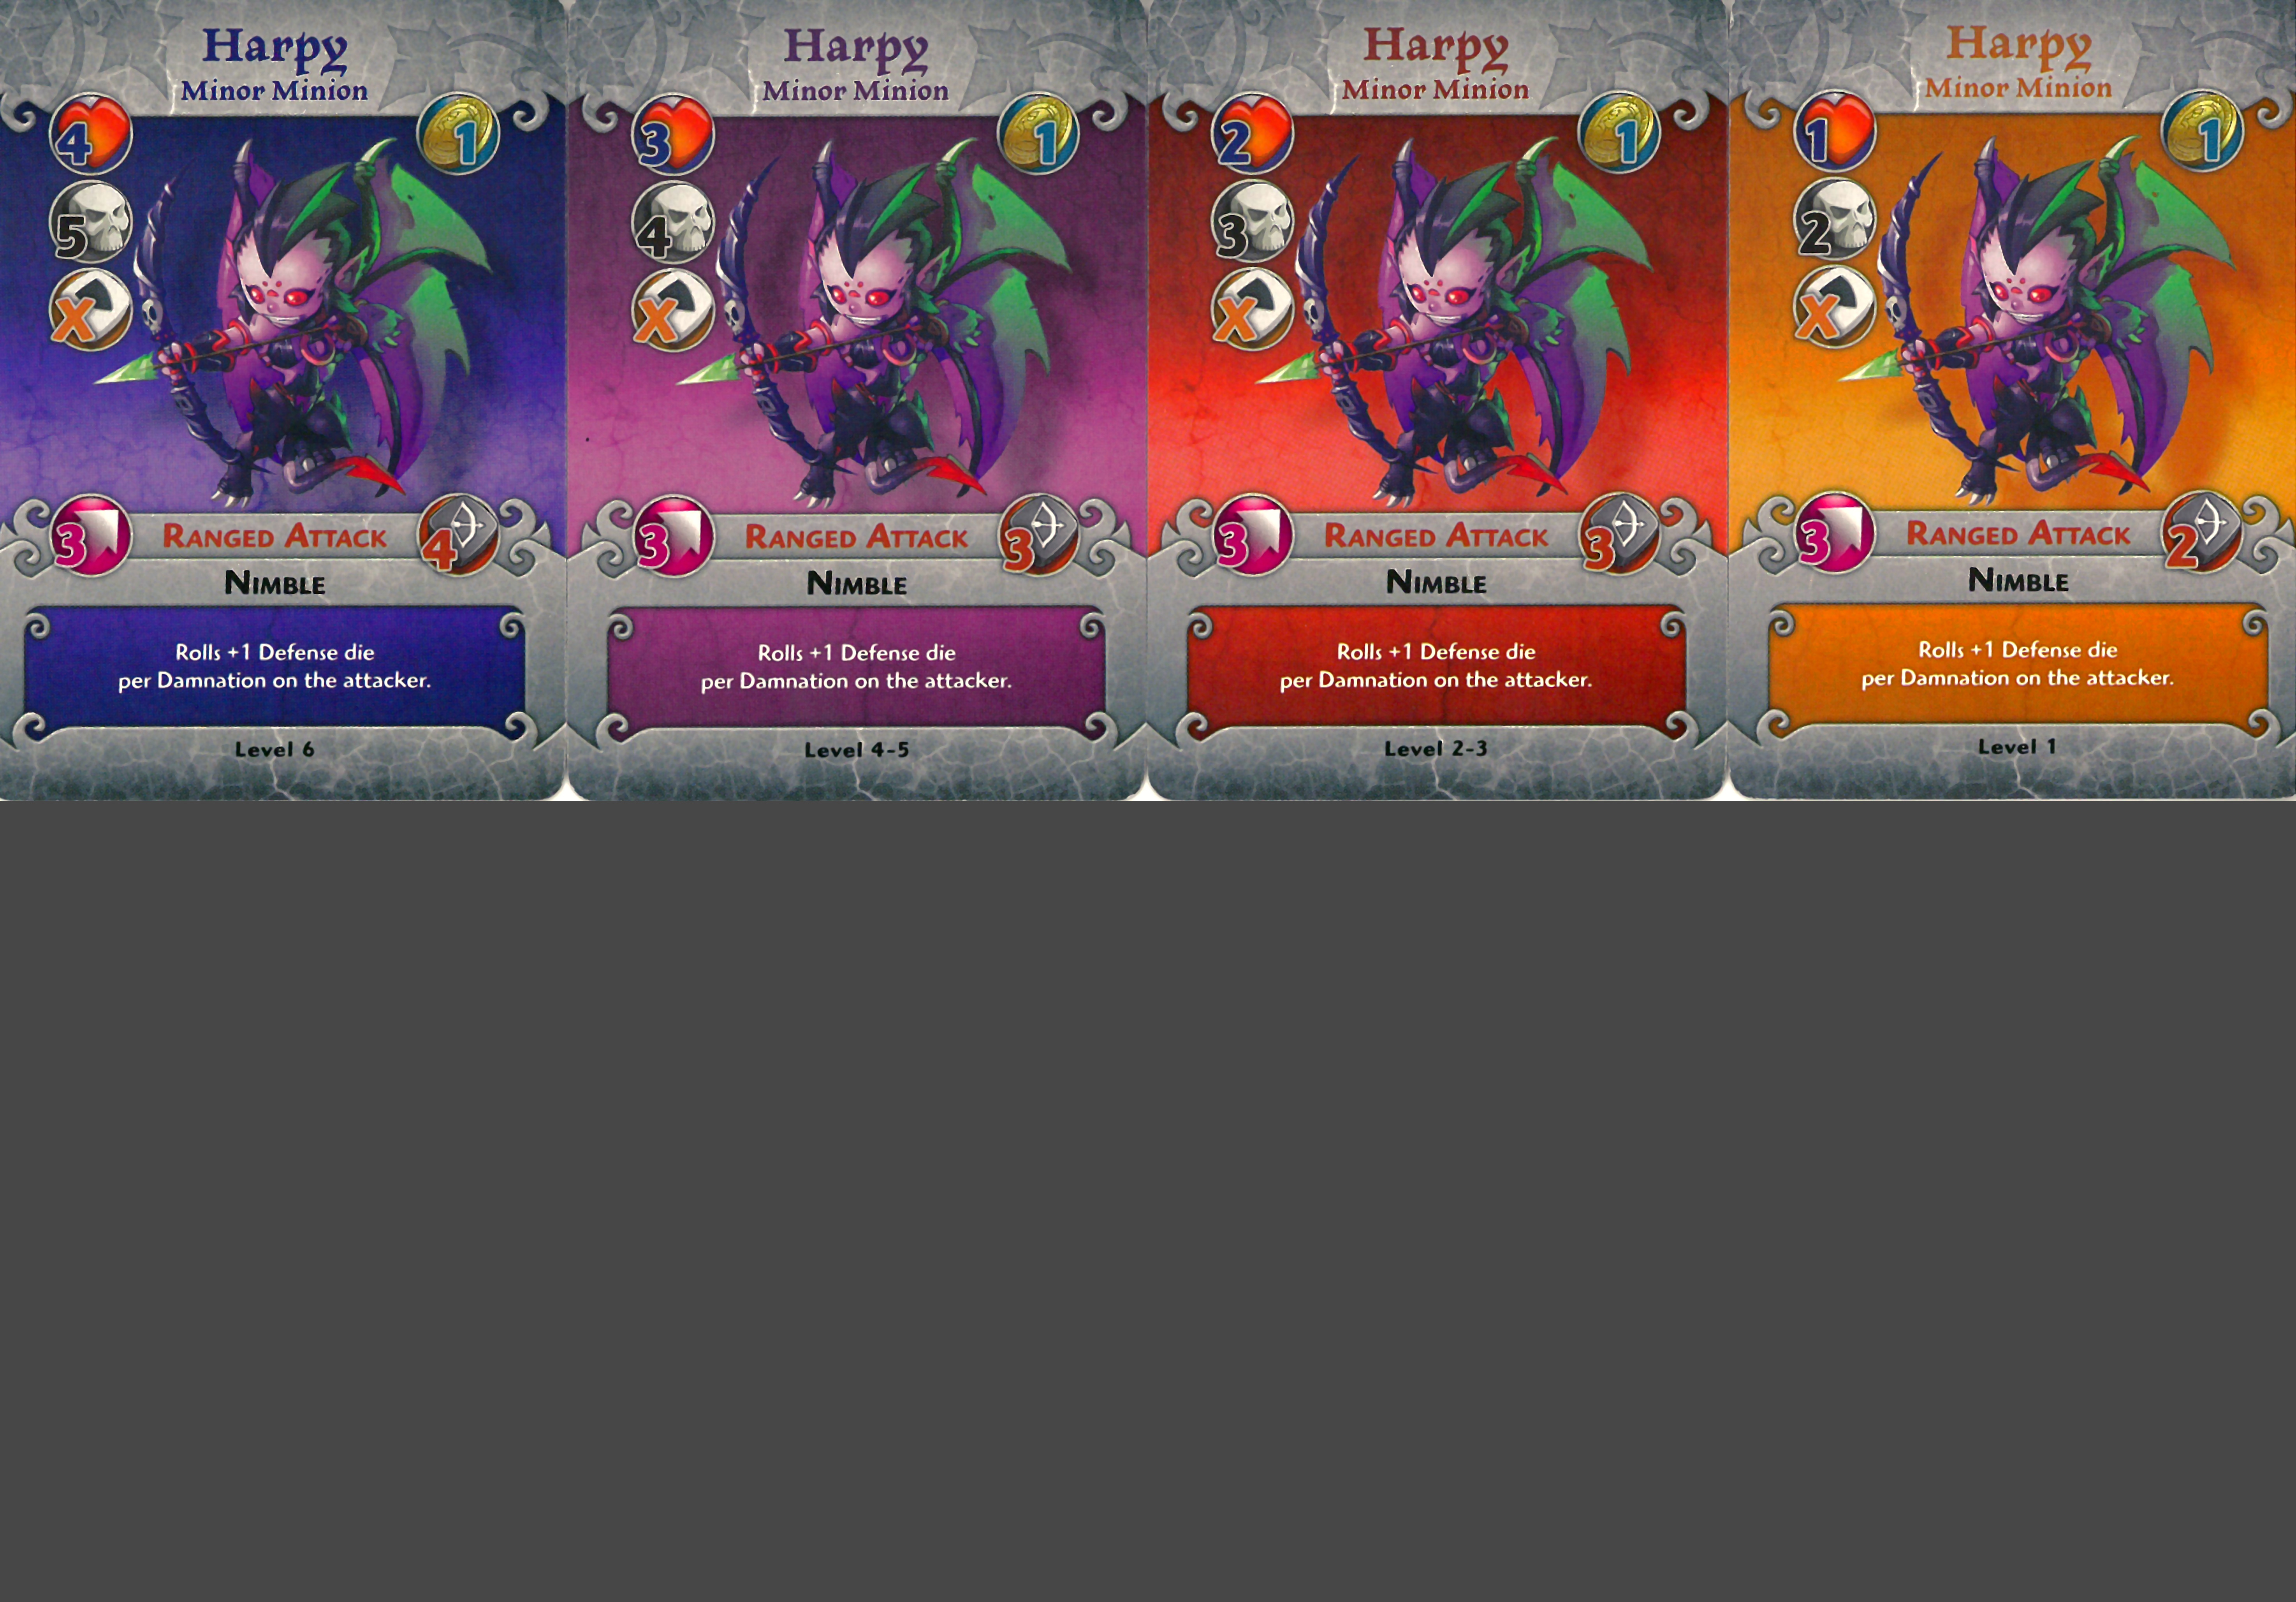 Harpy
Minor Minion
4
1
5
X
3
Ranged Attack
4
Nimble
Rolls +1 Defense die
per Damnation on the attacker.
Level 6
Harpy
Minor Minion
3
1
4
X
3
Ranged Attack
3
Nimble
Rolls +1 Defense die
per Damnation on the attacker.
Level 4-5
Harpy
Minor Minion
2
1
3
X
3
Ranged Attack
3
Nimble
Rolls +1 Defense die
per Damnation on the attacker.
Level 2-3
Harpy
Minor Minion
1
1
2
X
3
Ranged Attack
2
Nimble
Rolls +1 Defense die
per Damnation on the attacker.
Level 1